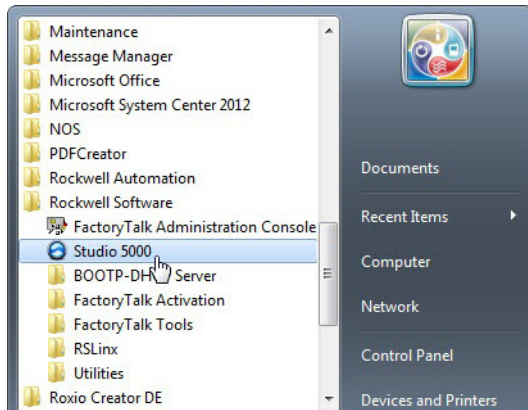 Maintenance
Message Manager
Microsoft Office
Microsoft System Center 2012
NOS
PDFCreator
Rockwell Automation
Rockwell Software
FactoryTalk Administration Console
Studio 5000
BOOTP-DH Server
FactoryTalk Activation
FactoryTalk Tools
RSLinx
Utilities
Roxio Creator DE
Documents
Recent Items
Computer
Network
Control Panel
Devices and Printers